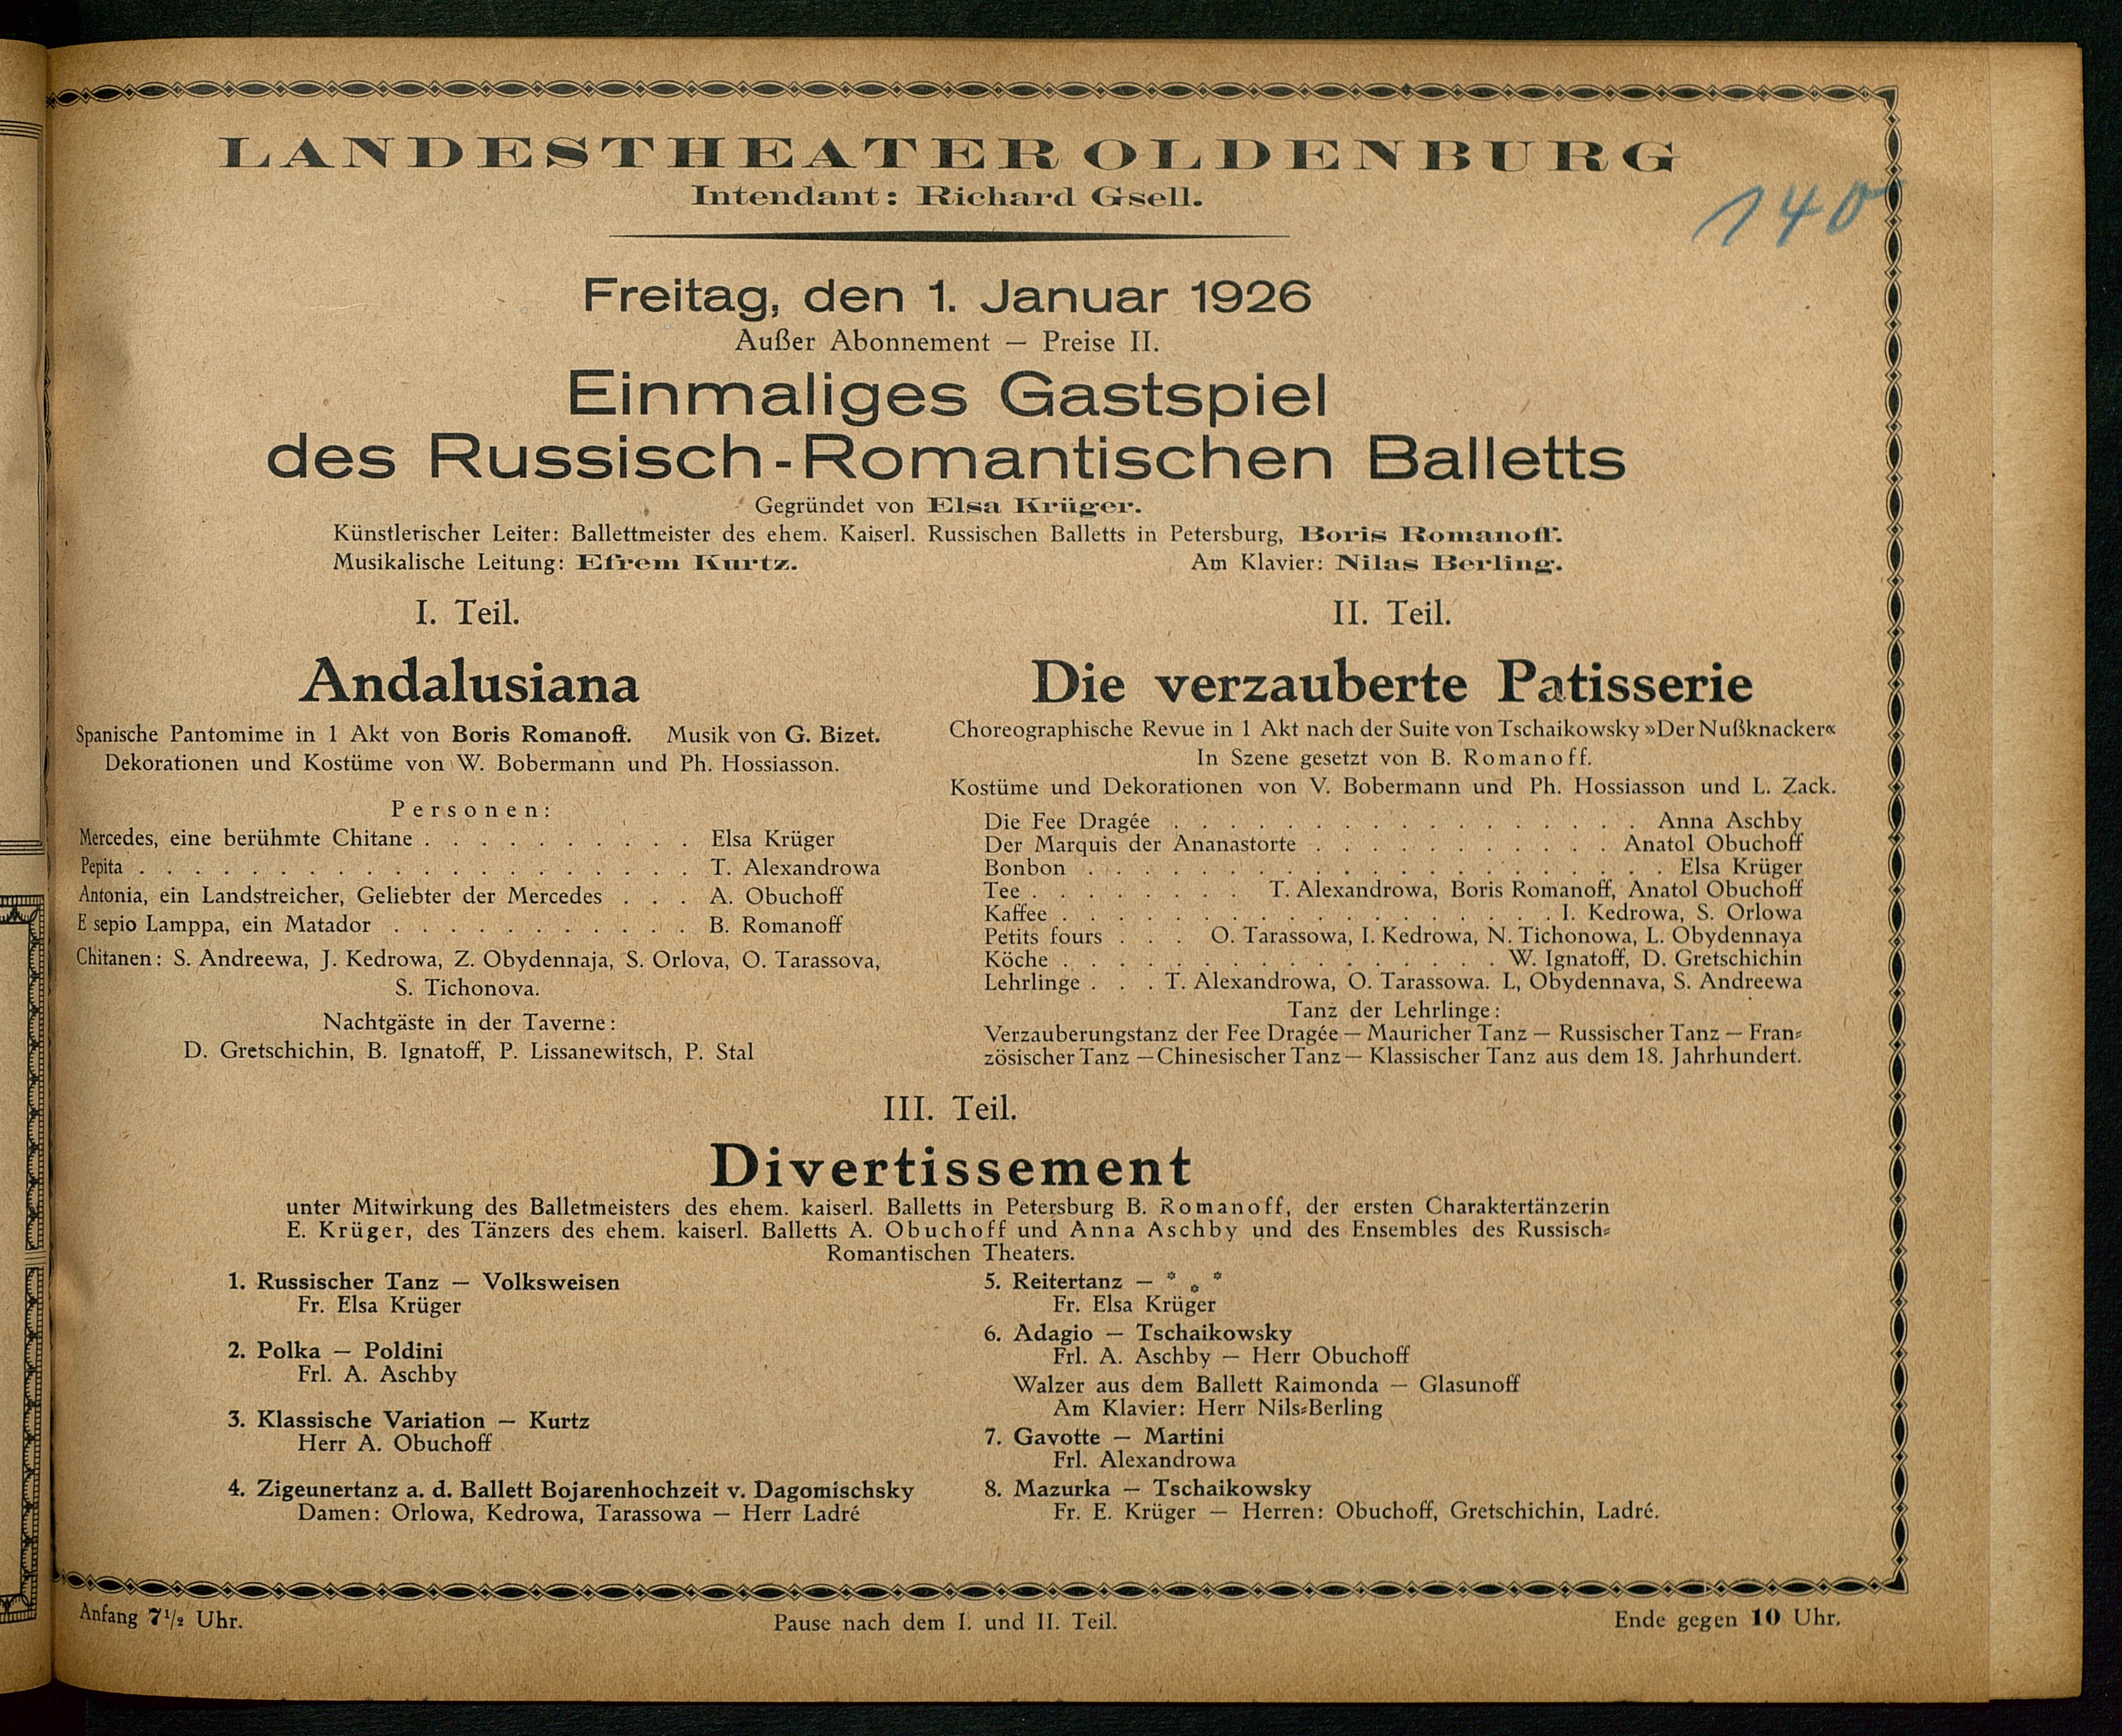 LANDESTHEATER OLDENBURG
Intendant: Richard Gsell.
140
Freitag, den 1. Januar 1926
Außer Abonnement — Preise II.
Einmaliges Gastspiel
des Russisch-Romantischen Balletts
Gegründet von Elsa Krüger.
Künstlerischer Leiter: Ballettmeister des ehem. Kaiserl. Russischen Balletts in Petersburg, Boris Romanoff.
Musikalische Leitung: Efrem Kurtz. Am Klavier: Nilas Berling.
I. Teil.
Andalusiana
Spanische Pantomime in 1 Akt von Boris Romanoff. Musik von G. Bizet.
Dekorationen und Kostüme von W. Bobermann und Ph. Hossiasson.
Personen:
Mercedes, eine berühmte Chitane . . . . . . . . . . Elsa Krüger
Pepita . . . . . . . . . . . . . . . . . . . . T. Alexandrowa
Antonia, ein Landstreicher, Geliebter der Mercedes . . . A. Obuchoff
E sepio Lamppa, ein Matador . . . . . . . . . . . B. Romanoff
Chitanen: S. Andreewa, J. Kedrowa, Z. Obydennaja, S. Orlova, O. Tarassova,
S. Tichonova.
Nachtgäste in der Taverne:
D. Gretschichin, B. Ignatoff, P. Lissanewitsch, P. Stal
II. Teil.
Die verzauberte Patisserie
Choreographische Revue in 1 Akt nach der Suite von Tschaikowsky »Der Nußknacker«
In Szene gesetzt von B. Romanoff.
Kostüme und Dekorationen von V. Bobermann und Ph. Hossiasson und L. Zack.
Die Fee Dragée . . . . . . . . . . . . . . . . . Anna Aschby
Der Marquis der Ananastorte . . . . . . . . . . . Anatol Obuchoff
Bonbon . . . . . . . . . . . . . . . . . . . . . Elsa Krüger
Tee . . . . . . . . T. Alexandrowa, Boris Romanoff, Anatol Obuchoff
Kaffee . . . . . . . . . . . . . . . . . . I. Kedrowa, S. Orlowa
Petits fours . . . O. Tarassowa, I. Kedrowa, N. Tichonowa, L. Obydennaya
Köche . . . . . . . . . . . . . . . . W. Ignatoff, D. Gretschichin
Lehrlinge . . . T. Alexandrowa, O. Tarassowa. L, Obydennava, S. Andreewa
Tanz der Lehrlinge:
Verzauberungstanz der Fee Dragée — Mauricher Tanz — Russischer Tanz — Fran-
zösischer Tanz — Chinesischer Tanz — Klassischer Tanz aus dem 18. Jahrhundert.
III. Teil.
Divertissement
unter Mitwirkung des Balletmeisters des ehem. kaiserl. Balletts in Petersburg B. Romanoff, der ersten Charaktertänzerin
E. Krüger, des Tänzers des ehem. kaiserl. Balletts A. Obuchoff und Anna Aschby und des Ensembles des Russisch-
Romantischen Theaters.
1. Russischer Tanz — Volksweisen
Fr. Elsa Krüger
2. Polka — Poldini
Frl. A. Aschby
3. Klassische Variation — Kurtz
Herr A. Obuchoff
4. Zigeunertanz a. d. Ballett Bojarenhochzeit v. Dagomischsky
Damen: Orlowa, Kedrowa, Tarassowa — Herr Ladré
5. Reitertanz — * * *
Fr. Elsa Krüger
6. Adagio — Tschaikowsky
Frl. A. Aschby — Herr Obuchoff
Walzer aus dem Ballett Raimonda — Glasunoff
Am Klavier: Herr Nils-Berling
7. Gavotte — Martini
Frl. Alexandrowa
8. Mazurka — Tschaikowsky
Fr. E. Krüger — Herren: Obuchoff, Gretschichin, Ladré.
Anfang 7 1/2 Uhr. Pause nach dem I. und II. Teil. Ende gegen 10 Uhr.